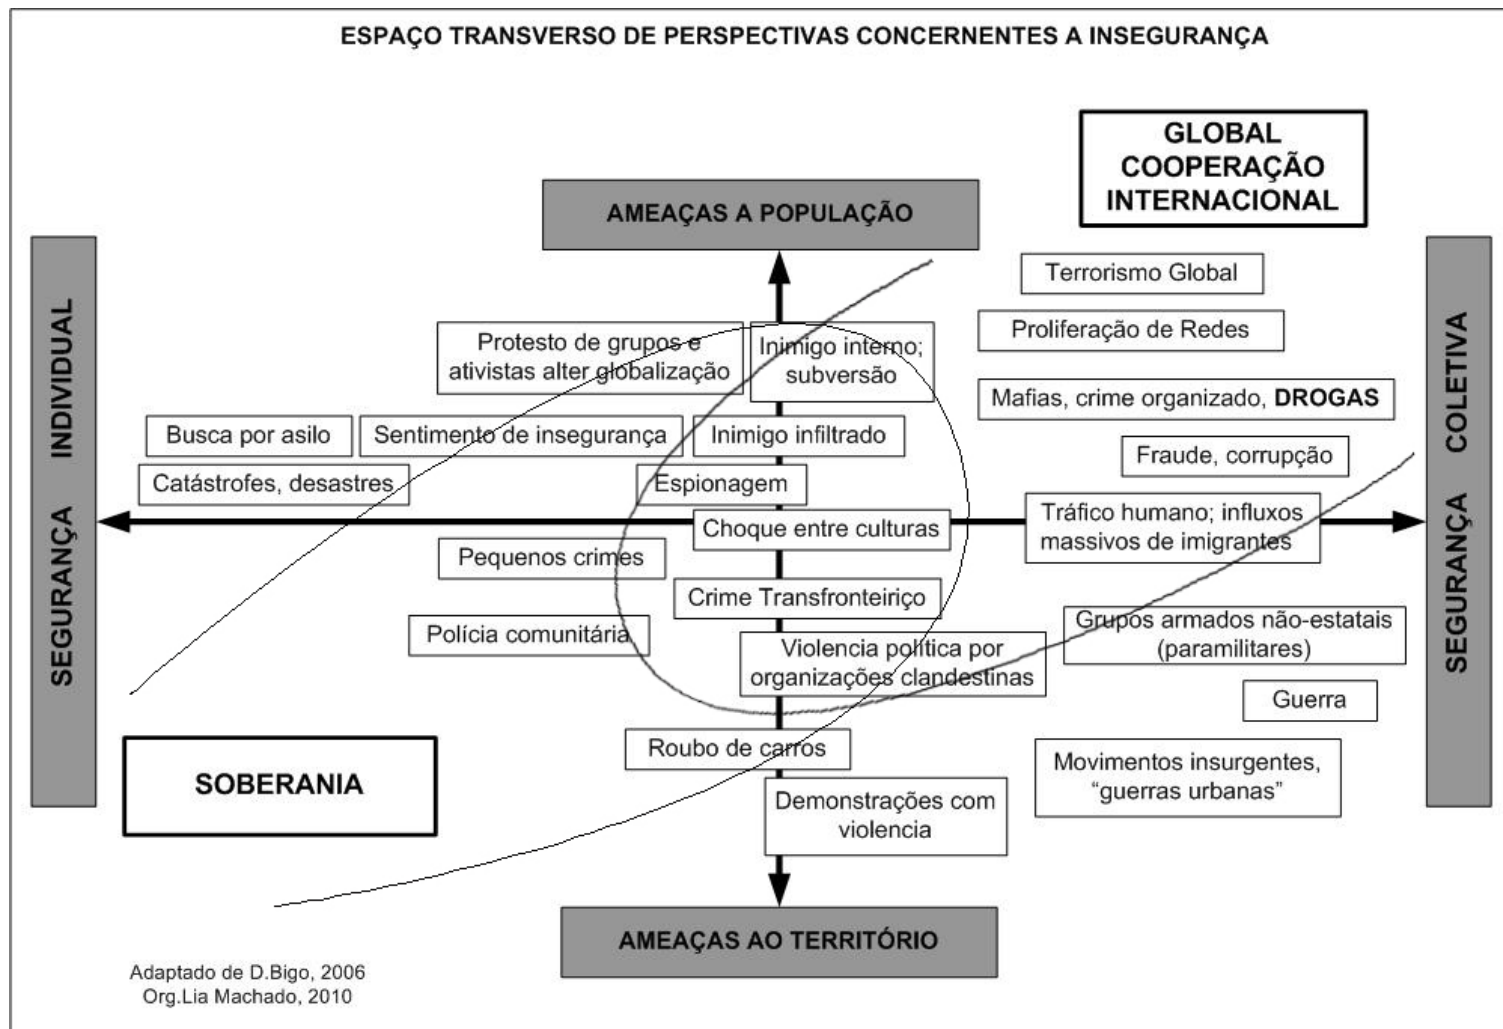 ESPAÇO TRANSVERSO DE PERSPECTIVAS CONCERNENTES A INSEGURANÇA
GLOBAL
COOPERAÇÃO
INTERNACIONAL
AMEAÇAS A POPULAÇÃO
SEGURANÇA INDIVIDUAL
SEGURANÇA COLETIVA
Terrorismo Global
Proliferação de Redes
Protesto de grupos e
ativistas alter globalização
Inimigo interno;
subversão
Mafias, crime organizado, DROGAS
Busca por asilo
Sentimento de insegurança
Inimigo infiltrado
Fraude, corrupção
Catástrofes, desastres
Espionagem
Choque entre culturas
Tráfico humano; influxos
massivos de imigrantes
Pequenos crimes
Crime Transfronteiriço
Polícia comunitária
Violencia política por
organizações clandestinas
Grupos armados não-estatais
(paramilitares)
Guerra
Roubo de carros
Movimentos insurgentes,
“guerras urbanas”
SOBERANIA
Demonstrações com
violencia
AMEAÇAS AO TERRITÓRIO
Adaptado de D.Bigo, 2006
Org.Lia Machado, 2010